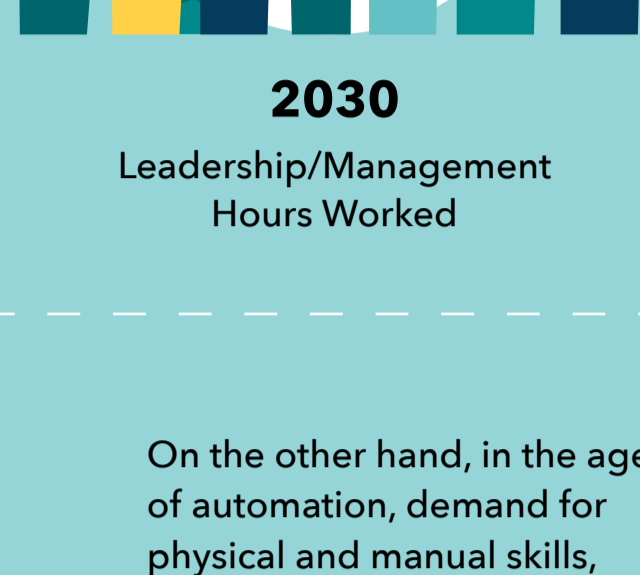 2030
Leadership/Management
Hours Worked
On the other hand, in the age
of automation, demand for
physical and manual skills,